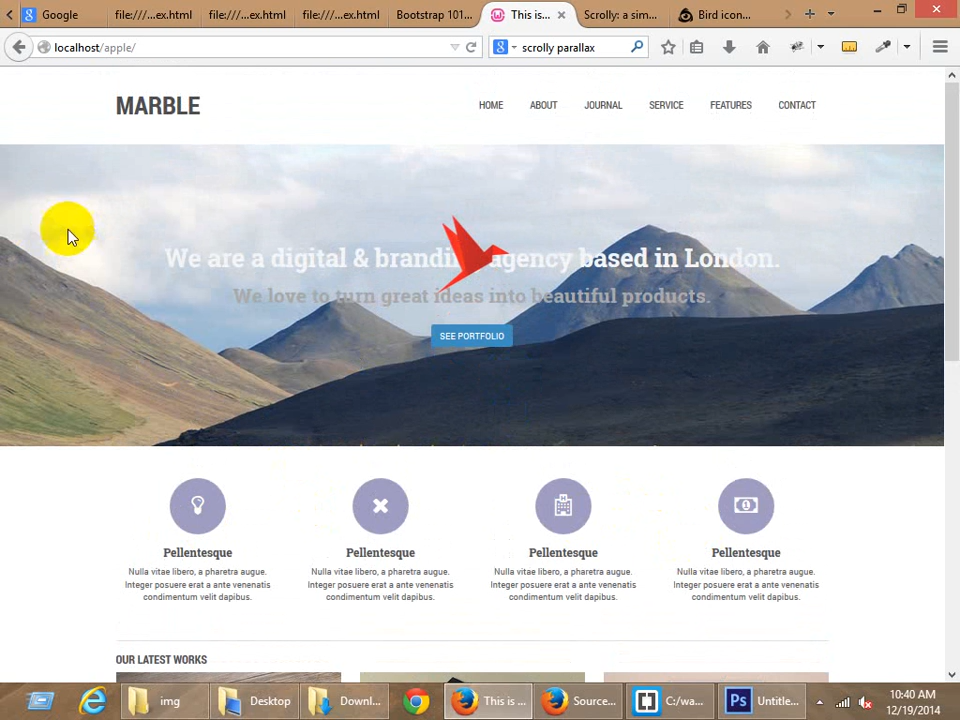 Google
file:///...ex.html
file:///...ex.html
file:///...ex.html
Bootstrap 101...
This is...
Scrolly: a sim...
Bird icon...
localhost/apple/
scrolly parallax
MARBLE
HOME
ABOUT
JOURNAL
SERVICE
FEATURES
CONTACT
We are a digital & branding agency based in London.
We love to turn great ideas into beautiful products.
SEE PORTFOLIO
Pellentesque
Nulla vitae libero, a pharetra augue.
Integer posuere erat a ante venenatis
condimentum velit dapibus.
Pellentesque
Nulla vitae libero, a pharetra augue.
Integer posuere erat a ante venenatis
condimentum velit dapibus.
Pellentesque
Nulla vitae libero, a pharetra augue.
Integer posuere erat a ante venenatis
condimentum velit dapibus.
Pellentesque
Nulla vitae libero, a pharetra augue.
Integer posuere erat a ante venenatis
condimentum velit dapibus.
OUR LATEST WORKS
img
Desktop
Downl...
This is ...
Source...
C:/wa...
Ps
Untitle...
10:40 AM
12/19/2014